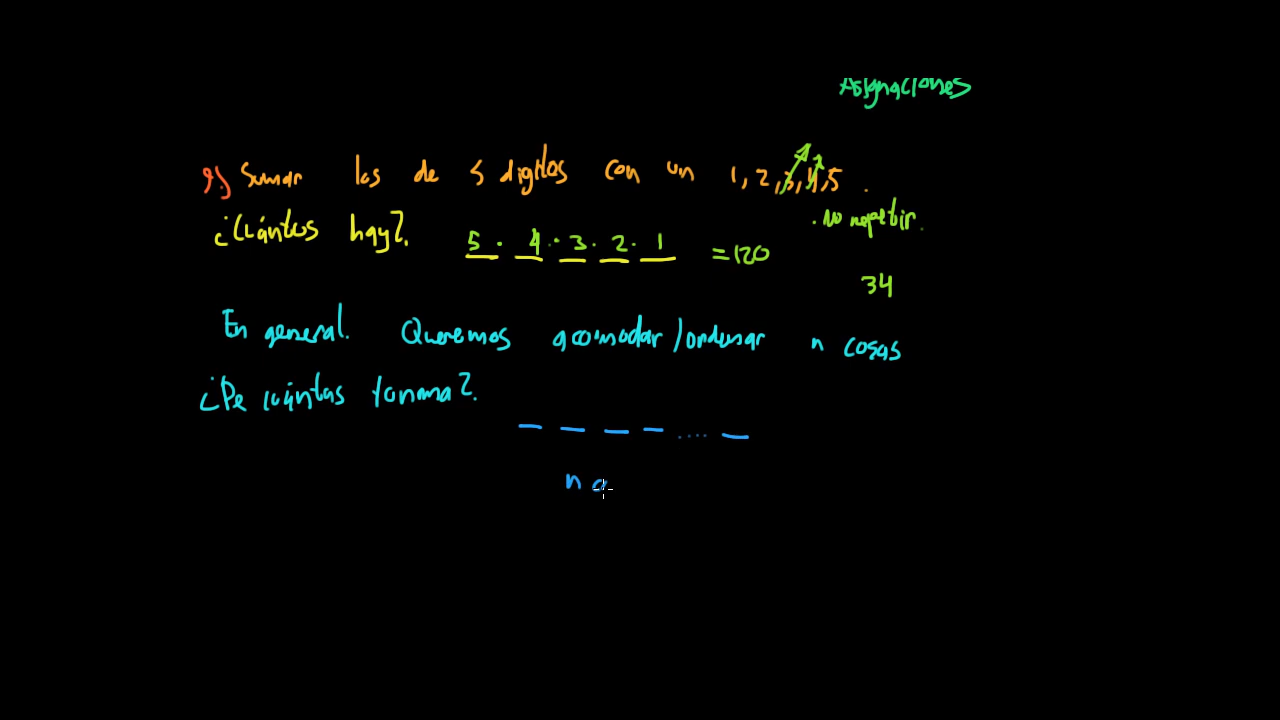 Asignaciones
9.) Sumar los de 5 dígitos con un 1, 2, 3, 4, 5.
. No repetir.
¿Cuántos hay?. 5 . 4 . 3 . 2 . 1 = 120
34
En general. Queremos acomodar/ordenar n cosas
¿De cuántas forma?.
....
n